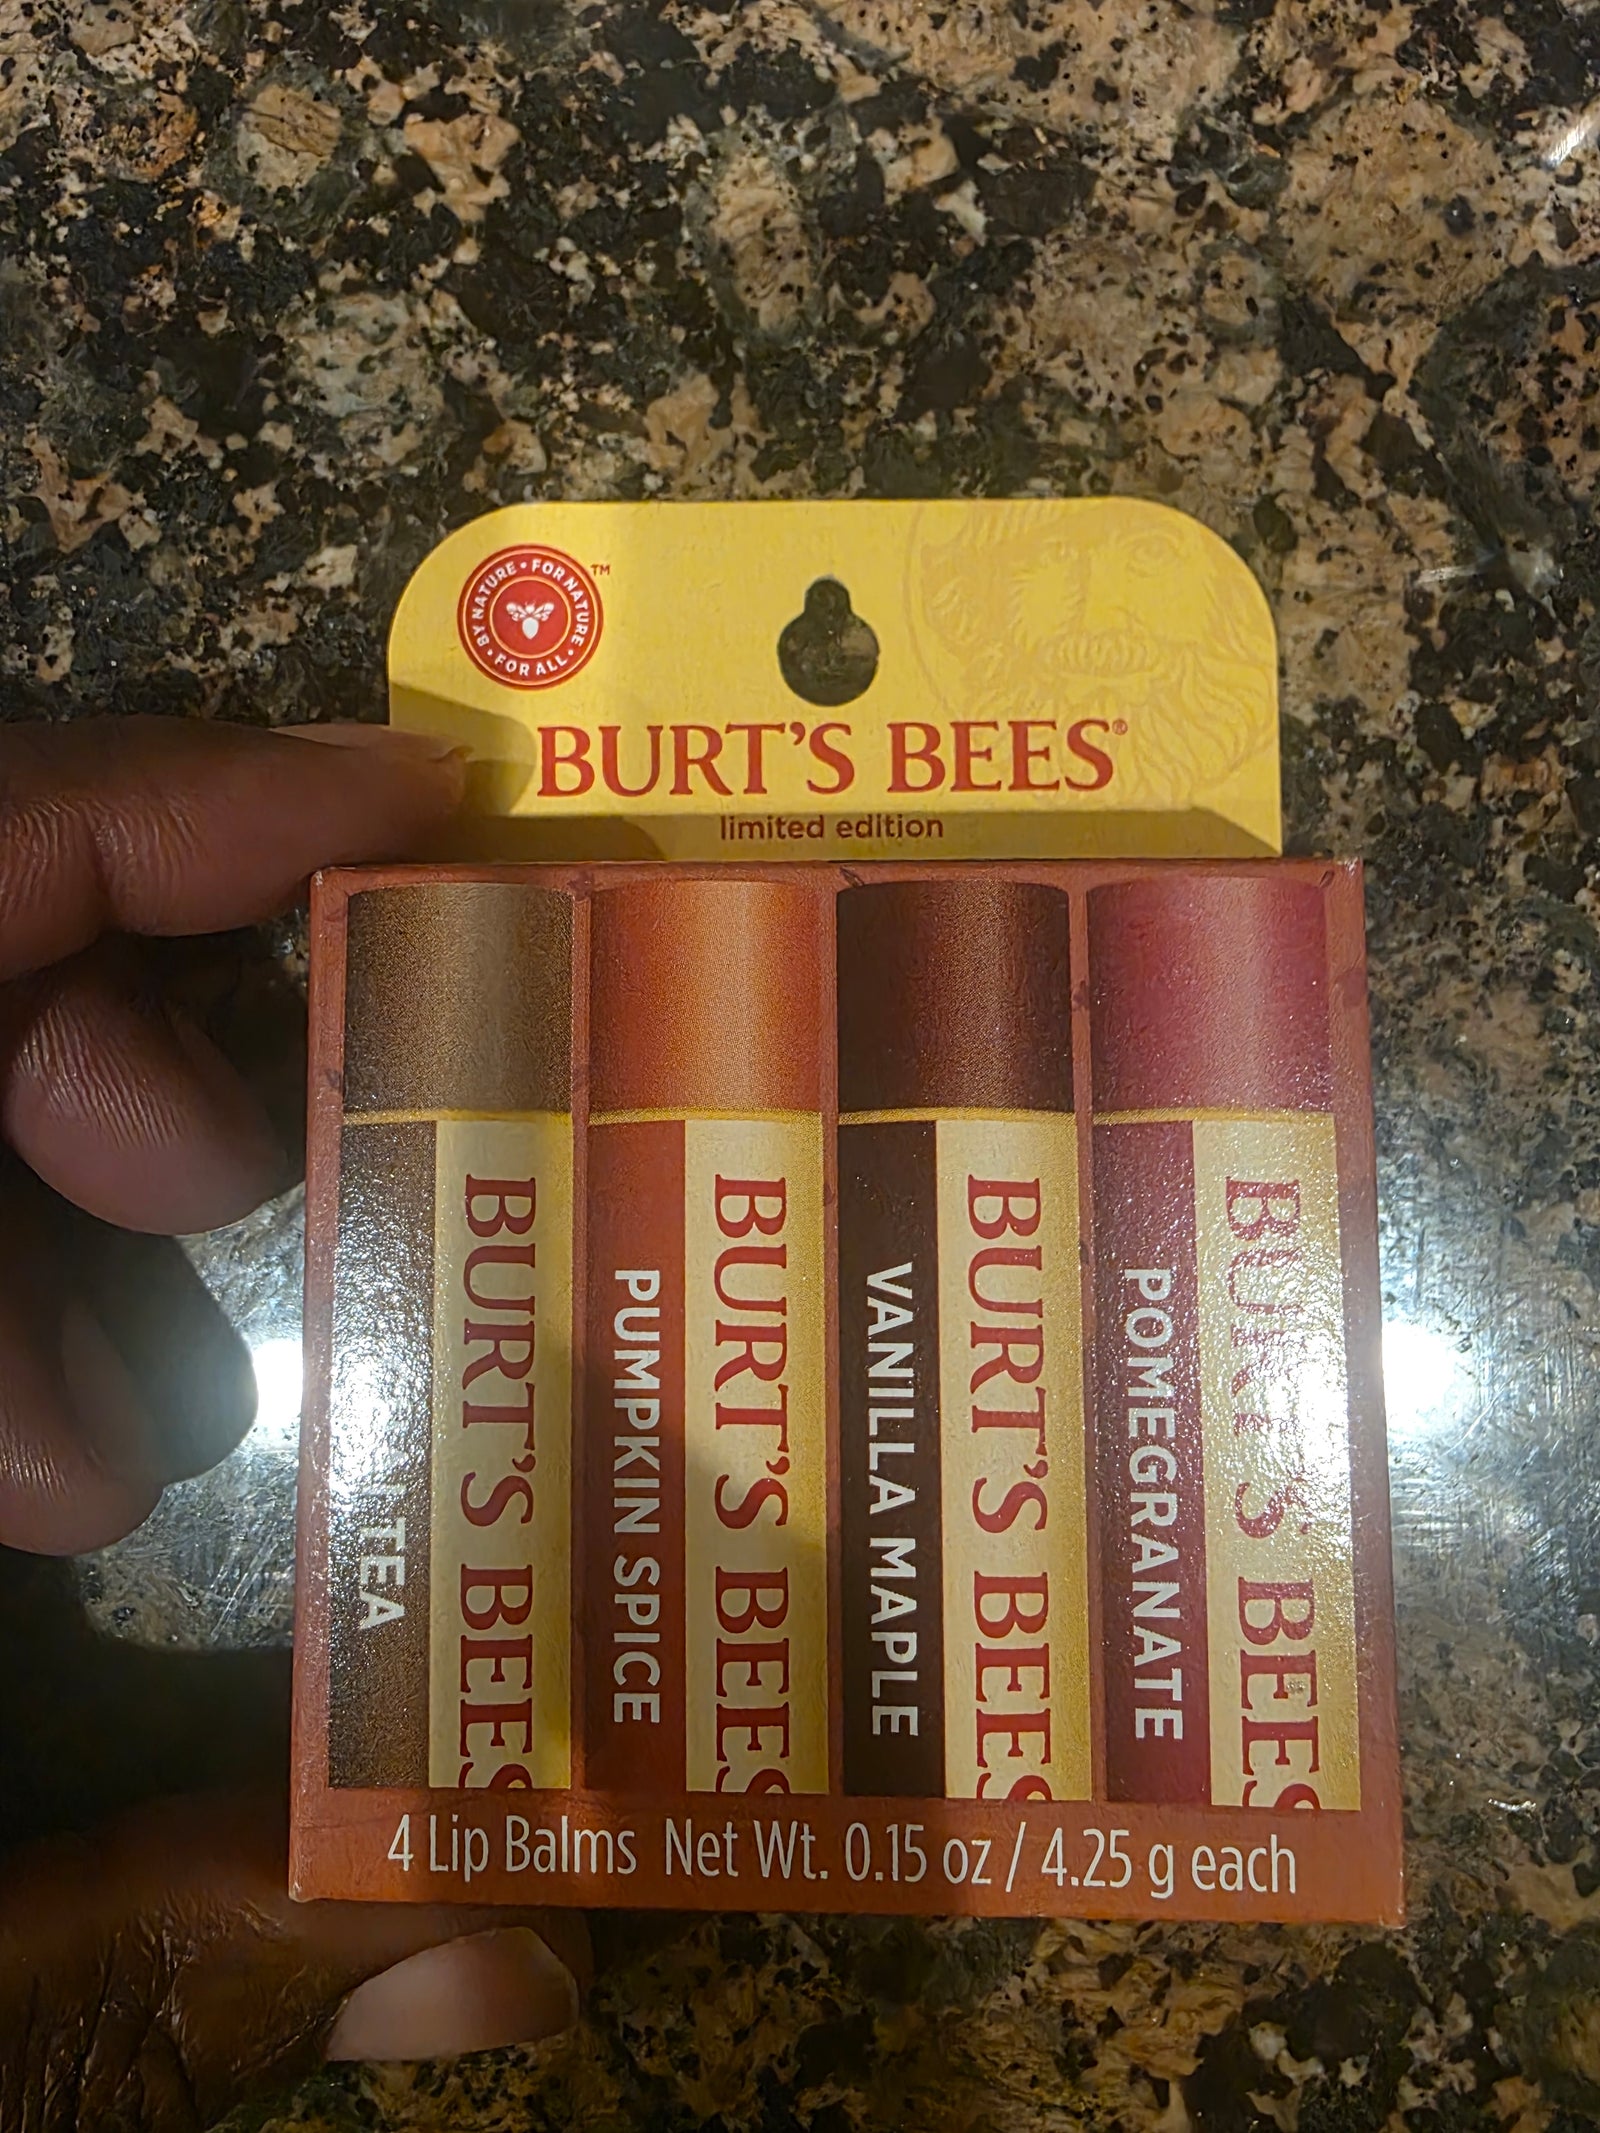 BY NATURE • FOR NATURE • FOR ALL •
TM
BURT'S BEES®
limited edition
TEA
BURT'S BEES
PUMPKIN SPICE
BURT'S BEES
VANILLA MAPLE
BURT'S BEES
POMEGRANATE
BURT'S BEES
4 Lip Balms Net Wt. 0.15 oz / 4.25 g each